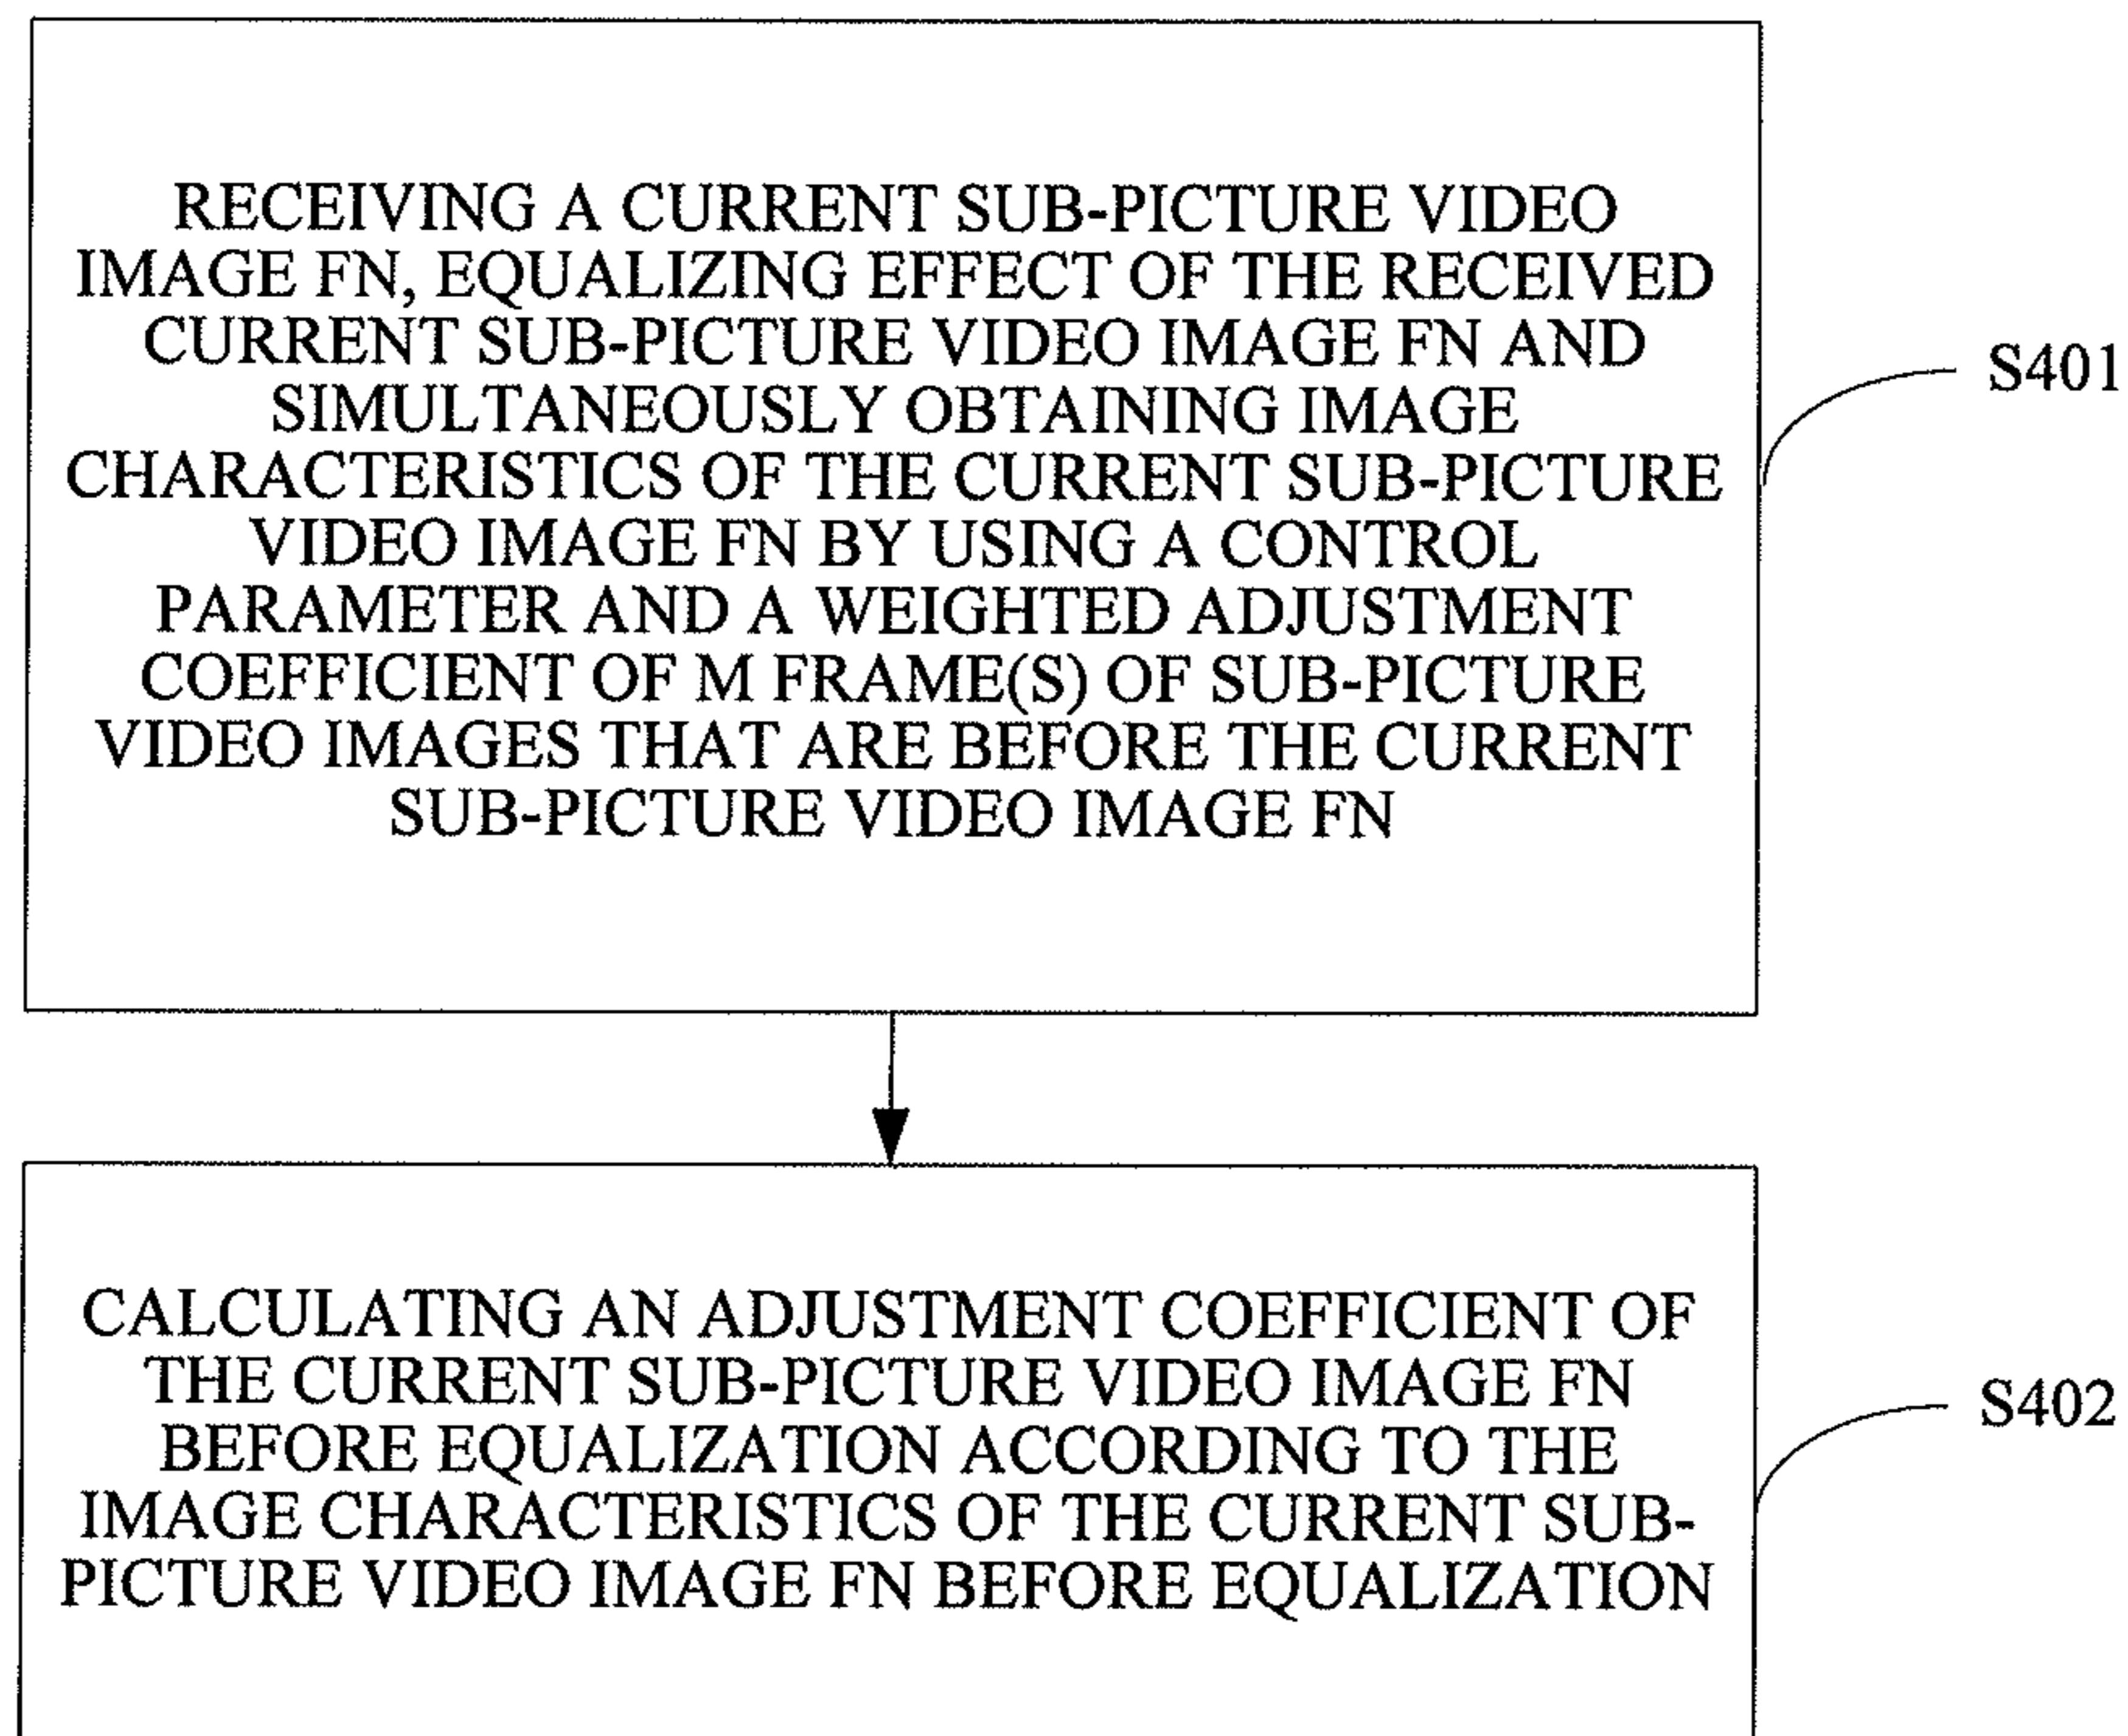 RECEIVING A CURRENT SUB-PICTURE VIDEO
IMAGE FN, EQUALIZING EFFECT OF THE RECEIVED
CURRENT SUB-PICTURE VIDEO IMAGE FN AND
SIMULTANEOUSLY OBTAINING IMAGE
CHARACTERISTICS OF THE CURRENT SUB-PICTURE
VIDEO IMAGE FN BY USING A CONTROL
PARAMETER AND A WEIGHTED ADJUSTMENT
COEFFICIENT OF M FRAME(S) OF SUB-PICTURE
VIDEO IMAGES THAT ARE BEFORE THE CURRENT
SUB-PICTURE VIDEO IMAGE FN
S401
CALCULATING AN ADJUSTMENT COEFFICIENT OF
THE CURRENT SUB-PICTURE VIDEO IMAGE FN
BEFORE EQUALIZATION ACCORDING TO THE
IMAGE CHARACTERISTICS OF THE CURRENT SUB-
PICTURE VIDEO IMAGE FN BEFORE EQUALIZATION
S402